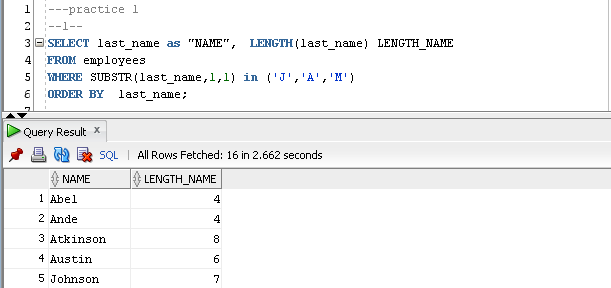 1 ---practice 1
2 --1--
3 SELECT last_name as "NAME", LENGTH(last_name) LENGTH_NAME
4 FROM employees
5 WHERE SUBSTR(last_name,1,1) in ('J','A','M')
6 ORDER BY last_name;
Query Result x
SQL | All Rows Fetched: 16 in 2.662 seconds
NAME LENGTH_NAME
1 Abel 4
2 Ande 4
3 Atkinson 8
4 Austin 6
5 Johnson 7